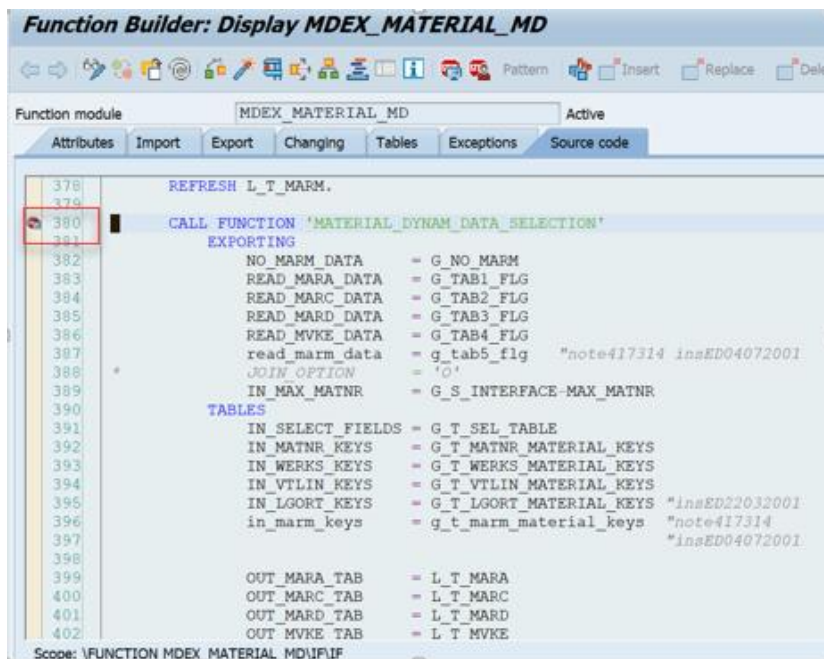 Function Builder: Display MDEX_MATERIAL_MD
Pattern Insert Replace Dele
Function module MDEX_MATERIAL_MD Active
Attributes Import Export Changing Tables Exceptions Source code
378 REFRESH L_T_MARM.
379
380 CALL FUNCTION 'MATERIAL_DYNAM_DATA_SELECTION'
381 EXPORTING
382 NO_MARM_DATA = G_NO_MARM
383 READ_MARA_DATA = G_TAB1_FLG
384 READ_MARC_DATA = G_TAB2_FLG
385 READ_MARD_DATA = G_TAB3_FLG
386 READ_MVKE_DATA = G_TAB4_FLG
387 read_marm_data = g_tab5_flg "note417314 insED04072001
388 * JOIN_OPTION = 'O'
389 IN_MAX_MATNR = G_S_INTERFACE-MAX_MATNR
390 TABLES
391 IN_SELECT_FIELDS = G_T_SEL_TABLE
392 IN_MATNR_KEYS = G_T_MATNR_MATERIAL_KEYS
393 IN_WERKS_KEYS = G_T_WERKS_MATERIAL_KEYS
394 IN_VTLIN_KEYS = G_T_VTLIN_MATERIAL_KEYS
395 IN_LGORT_KEYS = G_T_LGORT_MATERIAL_KEYS "insED22032001
396 in_marm_keys = g_t_marm_material_keys "note417314
397 "insED04072001
398
399 OUT_MARA_TAB = L_T_MARA
400 OUT_MARC_TAB = L_T_MARC
401 OUT_MARD_TAB = L_T_MARD
402 OUT_MVKE_TAB = L_T_MVKE
Scope: \FUNCTION MDEX_MATERIAL_MD\IF\IF